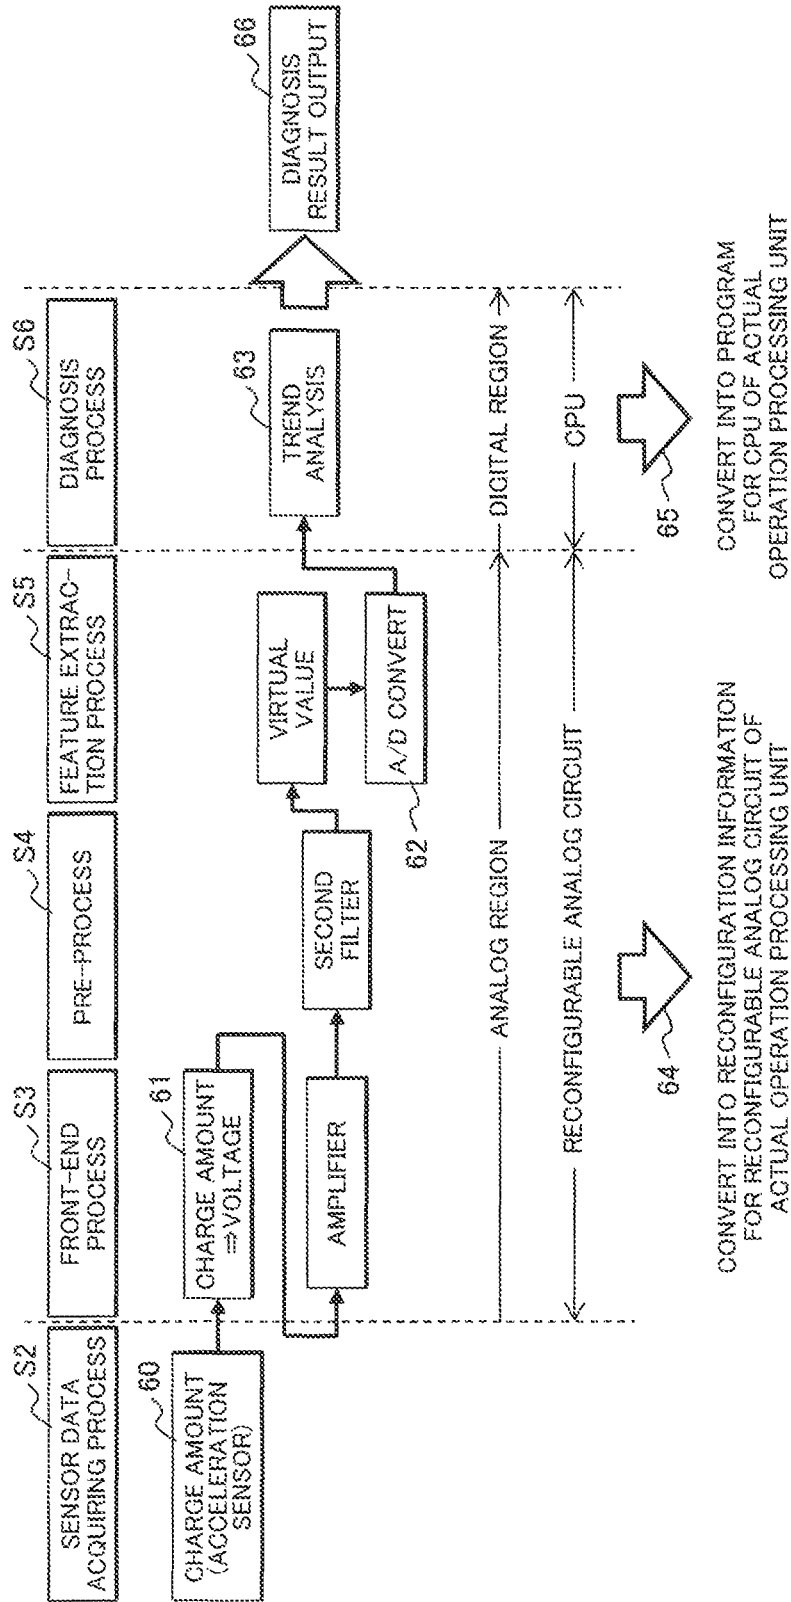 S2
SENSOR DATA
ACQUIRING PROCESS
S3
FRONT-END
PROCESS
S4
PRE-PROCESS
S5
FEATURE EXTRAC-
TION PROCESS
S6
DIAGNOSIS
PROCESS
60
CHARGE AMOUNT
(ACCELERATION
SENSOR)
61
CHARGE AMOUNT
⇒VOLTAGE
AMPLIFIER
SECOND
FILTER
VIRTUAL
VALUE
A/D CONVERT
62
63
TREND
ANALYSIS
66
DIAGNOSIS
RESULT OUTPUT
ANALOG REGION
DIGITAL REGION
RECONFIGURABLE ANALOG CIRCUIT
CPU
64
CONVERT INTO RECONFIGURATION INFORMATION
FOR RECONFIGURABLE ANALOG CIRCUIT OF
ACTUAL OPERATION PROCESSING UNIT
65
CONVERT INTO PROGRAM
FOR CPU OF ACTUAL
OPERATION PROCESSING UNIT